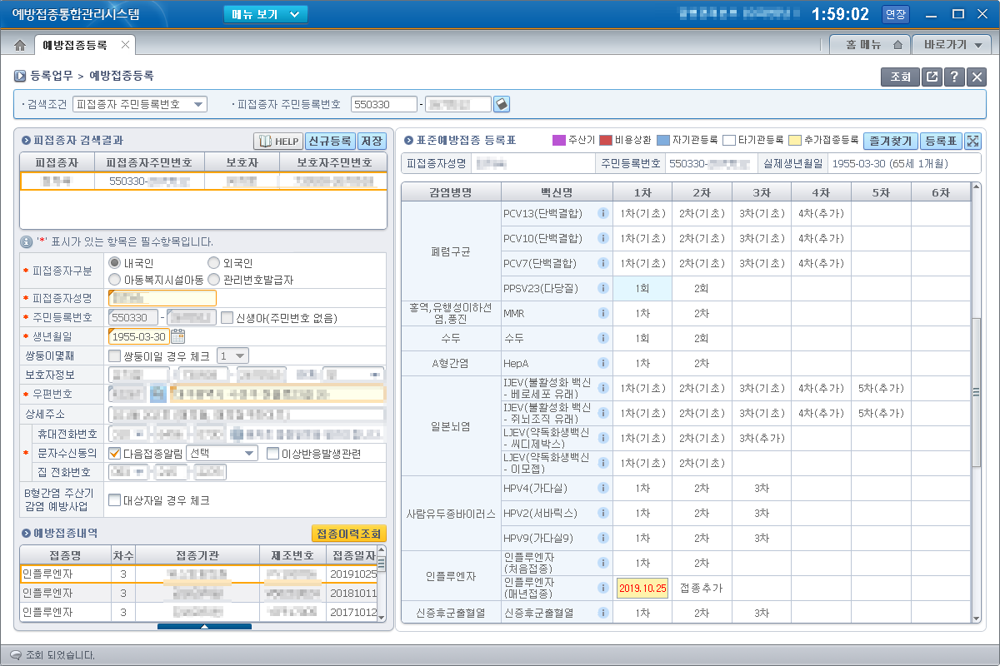 예방접종통합관리시스템 메뉴 보기 1:59:02 연장
예방접종등록 홈 메뉴 바로가기
등록업무 > 예방접종등록 조회 ?
· 검색조건 피접종자 주민등록번호 · 피접종자 주민등록번호 550330 -
피접종자 검색결과 HELP 신규등록 저장
피접종자 피접종자주민번호 보호자 보호자주민번호
550330-
'*' 표시가 있는 항목은 필수항목입니다.
* 피접종자구분 내국인 외국인
아동복지시설아동 관리번호발급자
* 피접종자성명
* 주민등록번호 550330 - 신생아(주민번호 없음)
* 생년월일 1955-03-30
쌍둥이몇째 쌍둥이일 경우 체크 1
보호자정보
* 우편번호
상세주소
휴대전화번호
* 문자수신동의 다음접종알림 선택 이상반응발생관련
집 전화번호
B형간염 주산기
감염 예방사업 대상자일 경우 체크
예방접종내역 접종이력조회
접종명 차수 접종기관 제조번호 접종일자
인플루엔자 3 20191025
인플루엔자 3 20181011
인플루엔자 3 20171012
표준예방접종 등록표 주산기 비용상환 자기관등록 타기관등록 추가접종등록 즐겨찾기 등록표
피접종자성명 주민등록번호 550330- 실제생년월일 1955-03-30 (65세 1개월)
감염병명 백신명 1차 2차 3차 4차 5차 6차
폐렴구균
PCV13(단백결합) 1차(기초) 2차(기초) 3차(기초) 4차(추가)
PCV10(단백결합) 1차(기초) 2차(기초) 3차(기초) 4차(추가)
PCV7(단백결합) 1차(기초) 2차(기초) 3차(기초) 4차(추가)
PPSV23(다당질) 1회 2회
홍역,유행성이하선
염,풍진 MMR 1차 2차
수두 수두 1회 2회
A형간염 HepA 1차 2차
일본뇌염
IJEV(불활성화 백신
- 베로세포 유래) 1차(기초) 2차(기초) 3차(기초) 4차(추가) 5차(추가)
IJEV(불활성화 백신
- 쥐뇌조직 유래) 1차(기초) 2차(기초) 3차(기초) 4차(추가) 5차(추가)
LJEV(약독화생백신
- 씨디제박스) 1차(기초) 2차(기초) 3차(추가)
LJEV(약독화생백신
- 이모젭) 1차(기초) 2차(기초)
사람유두종바이러스
HPV4(가다실) 1차 2차 3차
HPV2(서바릭스) 1차 2차 3차
HPV9(가다실9) 1차 2차 3차
인플루엔자
인플루엔자
(처음접종) 1차 2차
인플루엔자
(매년접종) 2019.10.25 접종추가
신증후군출혈열 신증후군출혈열 1차 2차 3차
조회 되었습니다.